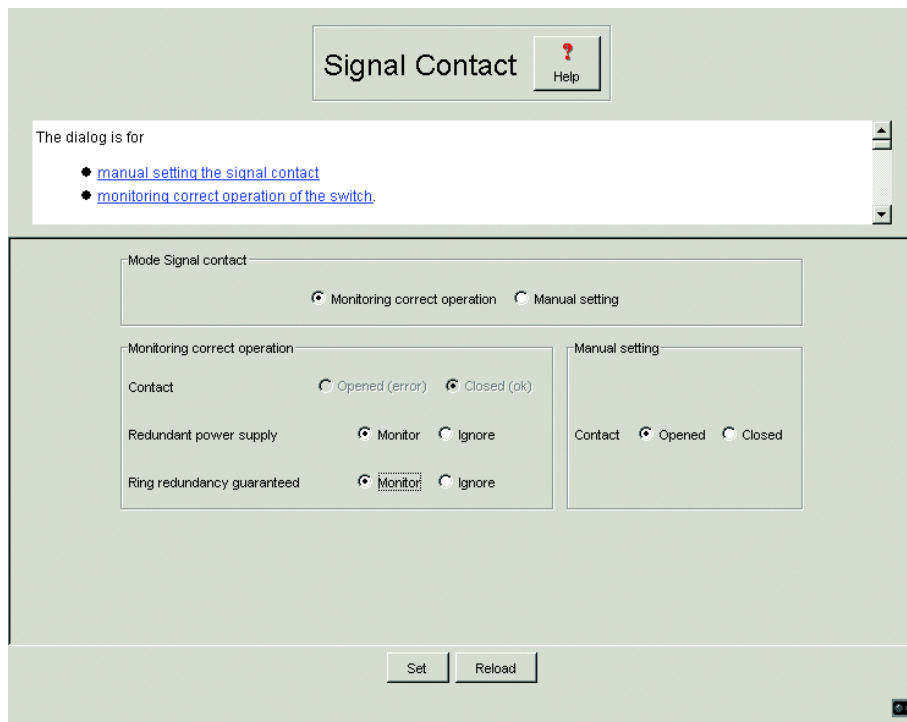 Signal Contact
?
Help
The dialog is for
● manual setting the signal contact
● monitoring correct operation of the switch.
Mode Signal contact
Monitoring correct operation Manual setting
Monitoring correct operation
Contact Opened (error) Closed (ok)
Redundant power supply Monitor Ignore
Ring redundancy guaranteed Monitor Ignore
Manual setting
Contact Opened Closed
Set Reload